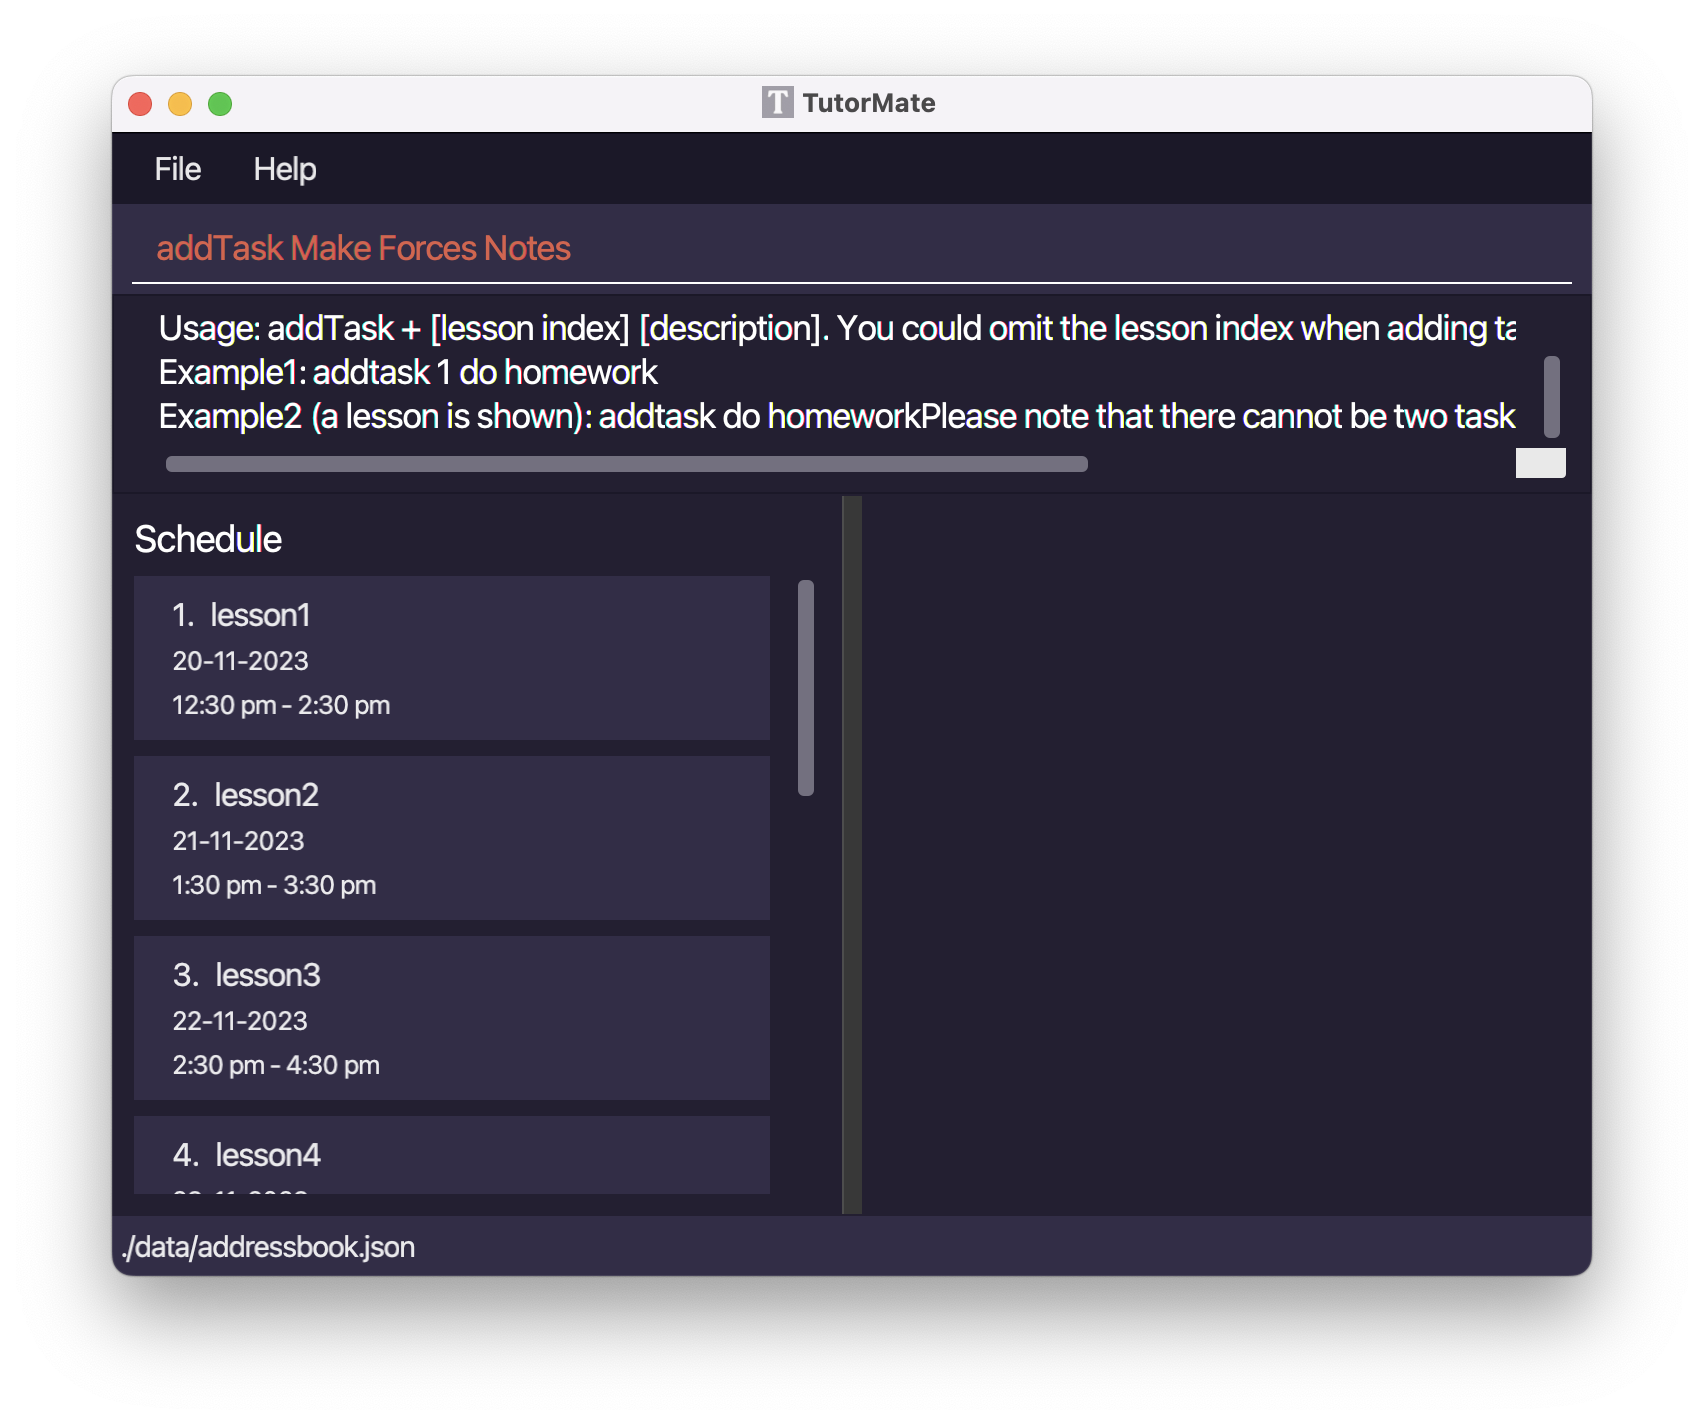 T TutorMate
File Help
addTask Make Forces Notes
Usage: addTask + [lesson index] [description]. You could omit the lesson index when adding ta
Example1: addtask 1 do homework
Example2 (a lesson is shown): addtask do homeworkPlease note that there cannot be two task
Schedule
1. lesson1
20-11-2023
12:30 pm - 2:30 pm
2. lesson2
21-11-2023
1:30 pm - 3:30 pm
3. lesson3
22-11-2023
2:30 pm - 4:30 pm
4. lesson4
./data/addressbook.json